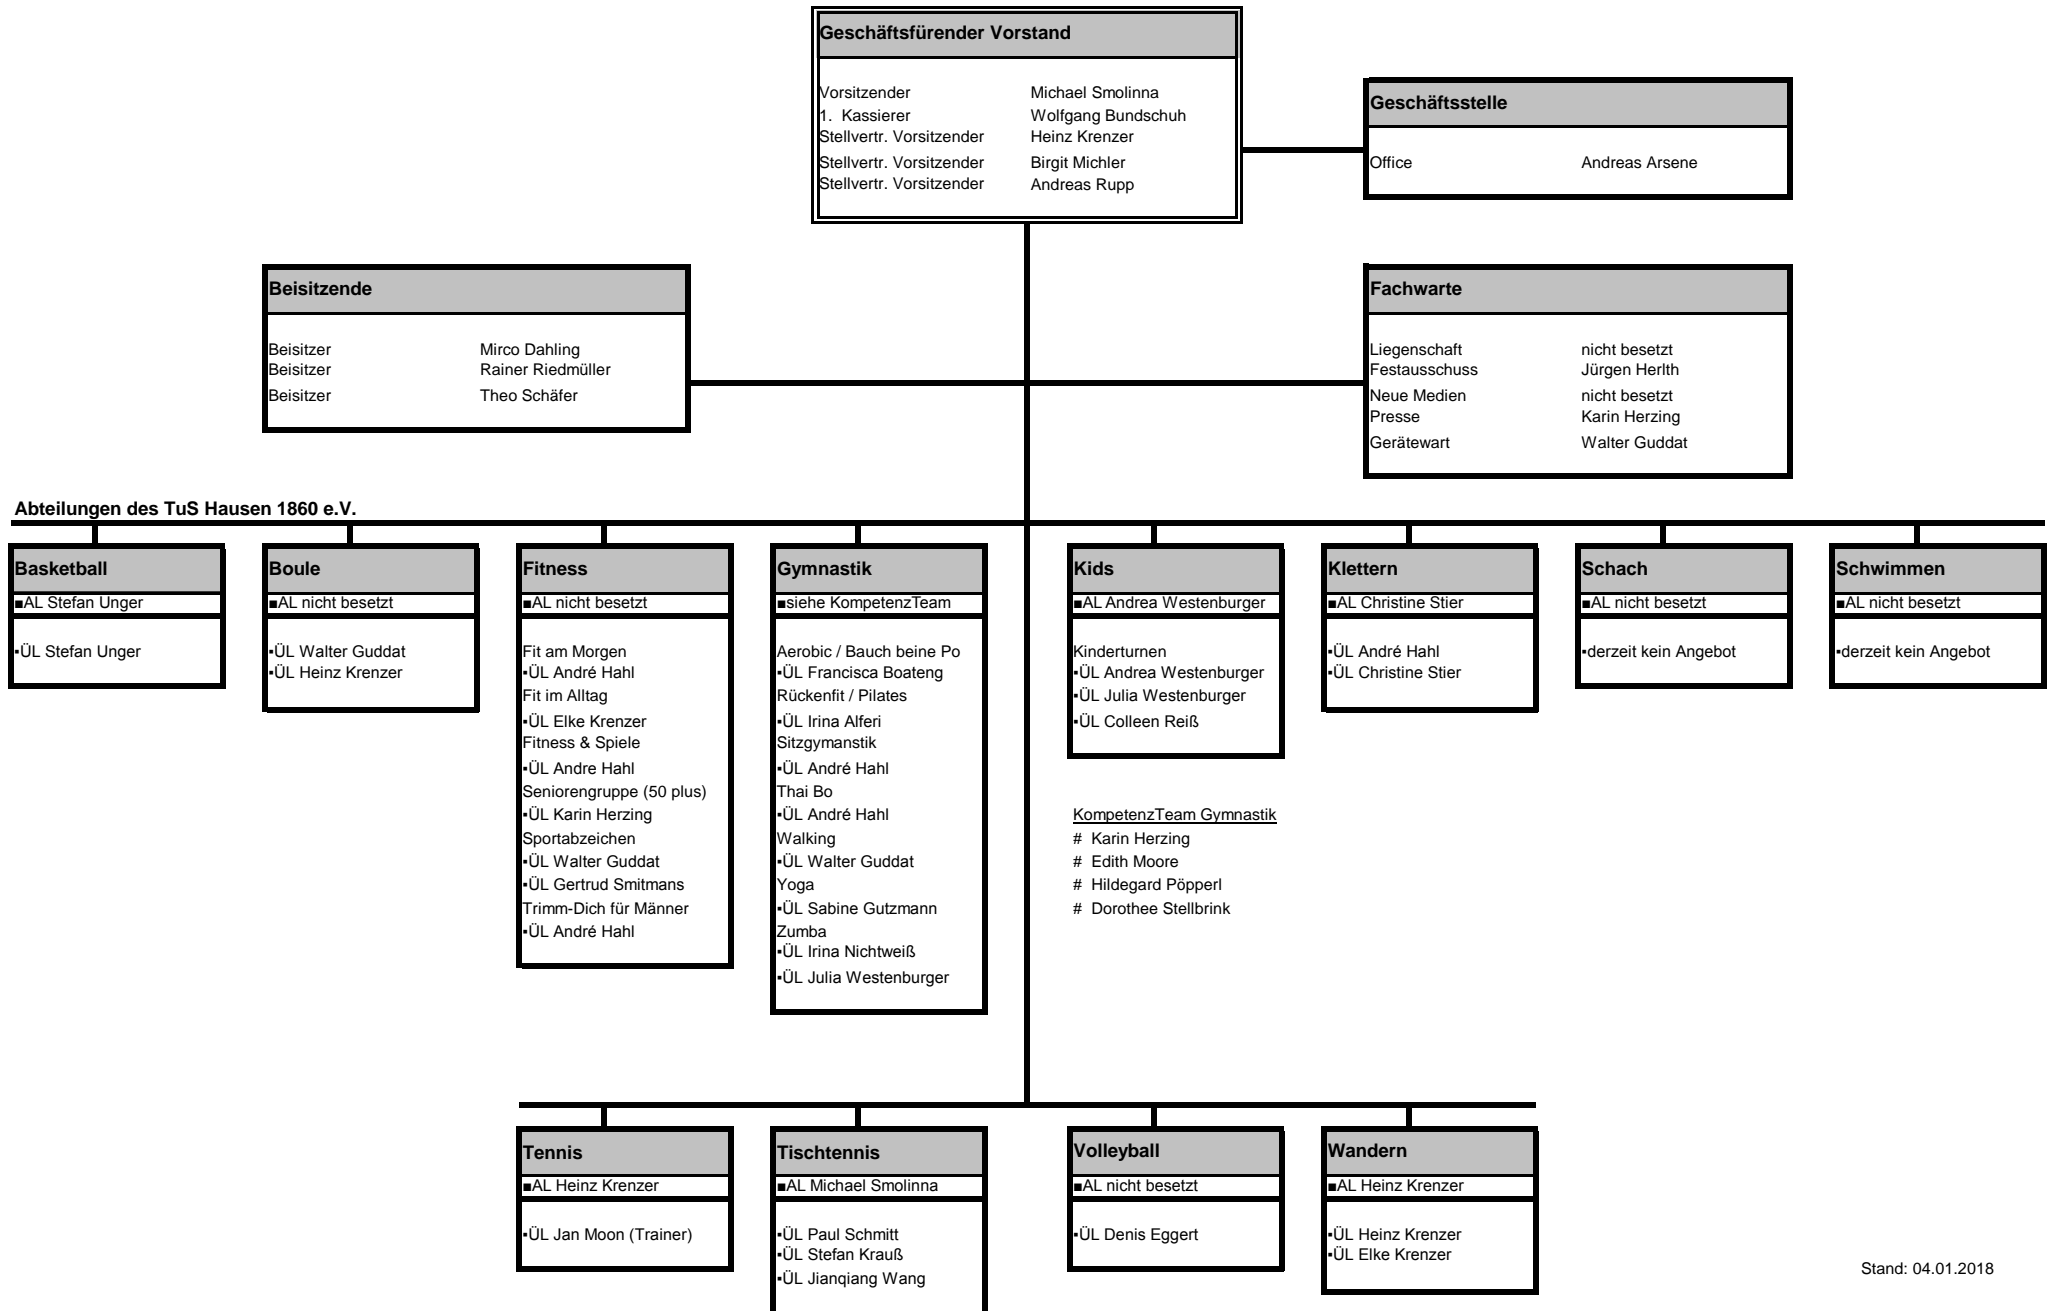 Geschäftsfürender Vorstand
Vorsitzender Michael Smolinna
1. Kassierer Wolfgang Bundschuh
Stellvertr. Vorsitzender Heinz Krenzer
Stellvertr. Vorsitzender Birgit Michler
Stellvertr. Vorsitzender Andreas Rupp
Geschäftsstelle
Office Andreas Arsene
Beisitzende
Beisitzer Mirco Dahling
Beisitzer Rainer Riedmüller
Beisitzer Theo Schäfer
Fachwarte
Liegenschaft nicht besetzt
Festausschuss Jürgen Herlth
Neue Medien nicht besetzt
Presse Karin Herzing
Gerätewart Walter Guddat
Abteilungen des TuS Hausen 1860 e.V.
Basketball
■AL Stefan Unger
▪ÜL Stefan Unger
Boule
■AL nicht besetzt
▪ÜL Walter Guddat
▪ÜL Heinz Krenzer
Fitness
■AL nicht besetzt
Fit am Morgen
▪ÜL André Hahl
Fit im Alltag
▪ÜL Elke Krenzer
Fitness & Spiele
▪ÜL Andre Hahl
Seniorengruppe (50 plus)
▪ÜL Karin Herzing
Sportabzeichen
▪ÜL Walter Guddat
▪ÜL Gertrud Smitmans
Trimm-Dich für Männer
▪ÜL André Hahl
Gymnastik
■siehe KompetenzTeam
Aerobic / Bauch beine Po
▪ÜL Francisca Boateng
Rückenfit / Pilates
▪ÜL Irina Alferi
Sitzgymanstik
▪ÜL André Hahl
Thai Bo
▪ÜL André Hahl
Walking
▪ÜL Walter Guddat
Yoga
▪ÜL Sabine Gutzmann
Zumba
▪ÜL Irina Nichtweiß
▪ÜL Julia Westenburger
Kids
■AL Andrea Westenburger
Kinderturnen
▪ÜL Andrea Westenburger
▪ÜL Julia Westenburger
▪ÜL Colleen Reiß
Klettern
■AL Christine Stier
▪ÜL André Hahl
▪ÜL Christine Stier
Schach
■AL nicht besetzt
▪derzeit kein Angebot
Schwimmen
■AL nicht besetzt
▪derzeit kein Angebot
KompetenzTeam Gymnastik
# Karin Herzing
# Edith Moore
# Hildegard Pöpperl
# Dorothee Stellbrink
Tennis
■AL Heinz Krenzer
▪ÜL Jan Moon (Trainer)
Tischtennis
■AL Michael Smolinna
▪ÜL Paul Schmitt
▪ÜL Stefan Krauß
▪ÜL Jianqiang Wang
Volleyball
■AL nicht besetzt
▪ÜL Denis Eggert
Wandern
■AL Heinz Krenzer
▪ÜL Heinz Krenzer
▪ÜL Elke Krenzer
Stand: 04.01.2018